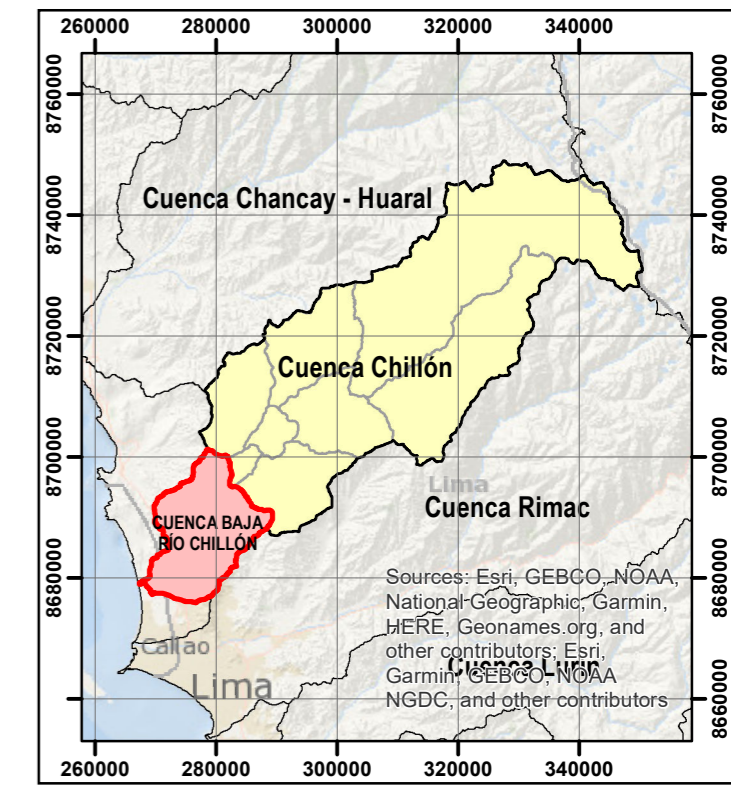 260000 280000 300000 320000 340000
8760000 8760000
Cuenca Chancay - Huaral
8740000 8740000
8720000 8720000
Cuenca Chillón
8700000 8700000
Lima
Cuenca Rimac
CUENCA BAJA
RÍO CHILLÓN
8680000 8680000
Sources: Esri, GEBCO, NOAA,
National Geographic, Garmin,
HERE, Geonames.org, and
other contributors; Esri,
Garmin, GEBCO, NOAA
NGDC, and other contributors
Cuenca Lurin
Callao
Lima
8660000 8660000
260000 280000 300000 320000 340000